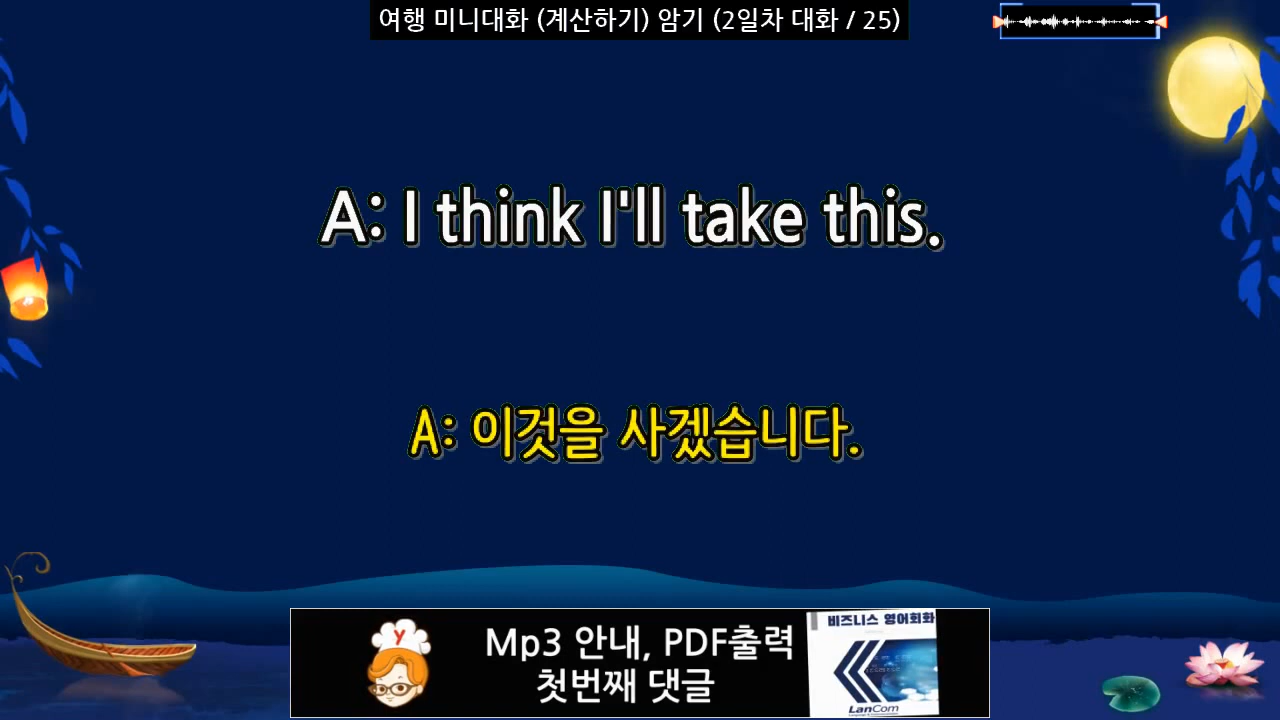 여행 미니대화 (계산하기) 암기 (2일차 대화 / 25)
A: I think I'll take this.
A: 이것을 사겠습니다.
Y
Mp3 안내, PDF출력
첫번째 댓글
비즈니스 영어회화
LanCom